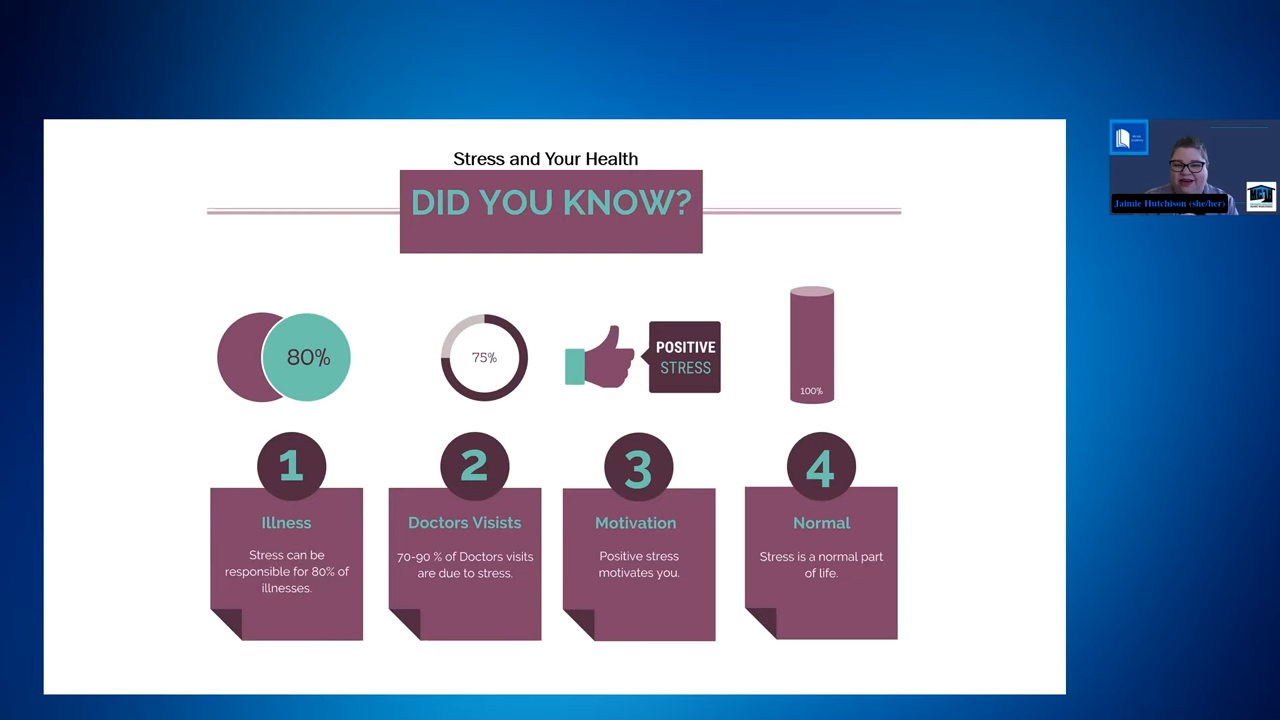 Stress and Your Health
DID YOU KNOW?
80%
75%
POSITIVE
STRESS
100%
1
2
3
4
Illness
Stress can be
responsible for 80% of
illnesses.
Doctors Visists
70-90 % of Doctors visits
are due to stress.
Motivation
Positive stress
motivates you.
Normal
Stress is a normal part
of life.
Jaimie Hutchison (she/her)